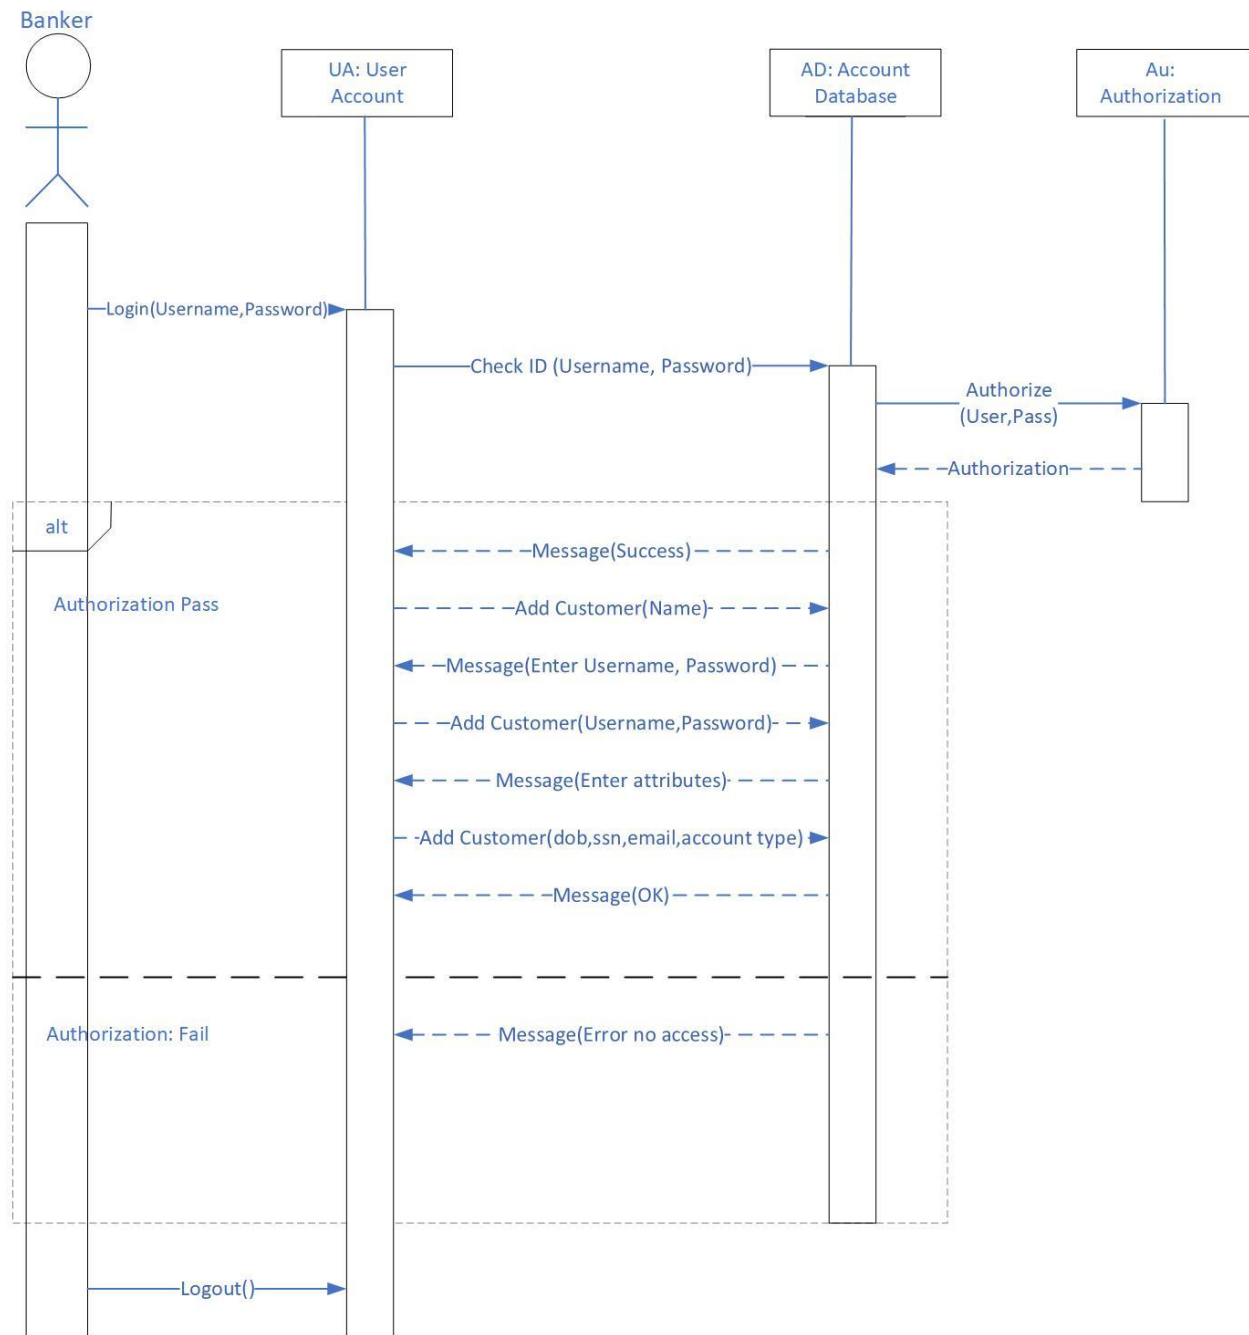 Banker
UA: User
Account
AD: Account
Database
Au:
Authorization
Login(Username,Password)
Check ID (Username, Password)
Authorize
(User,Pass)
Authorization
alt
Message(Success)
Authorization Pass
Add Customer(Name)
Message(Enter Username, Password)
Add Customer(Username,Password)
Message(Enter attributes)
Add Customer(dob,ssn,email,account type)
Message(OK)
Authorization: Fail
Message(Error no access)
Logout()